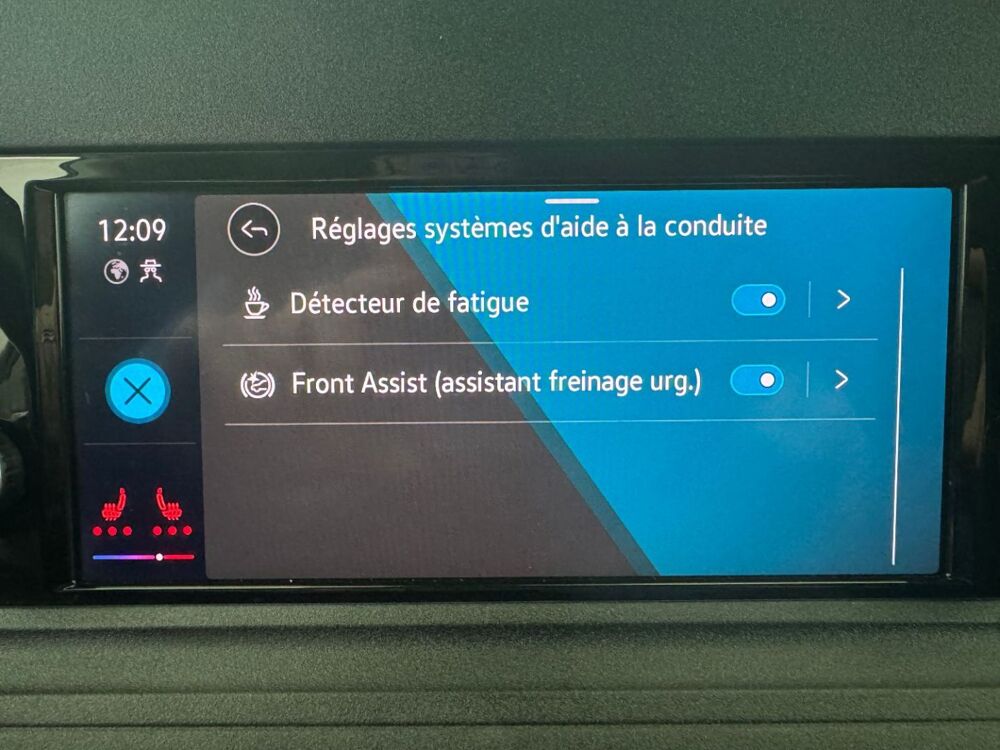 12:09
Réglages systèmes d'aide à la conduite
Détecteur de fatigue
Front Assist (assistant freinage urg.)